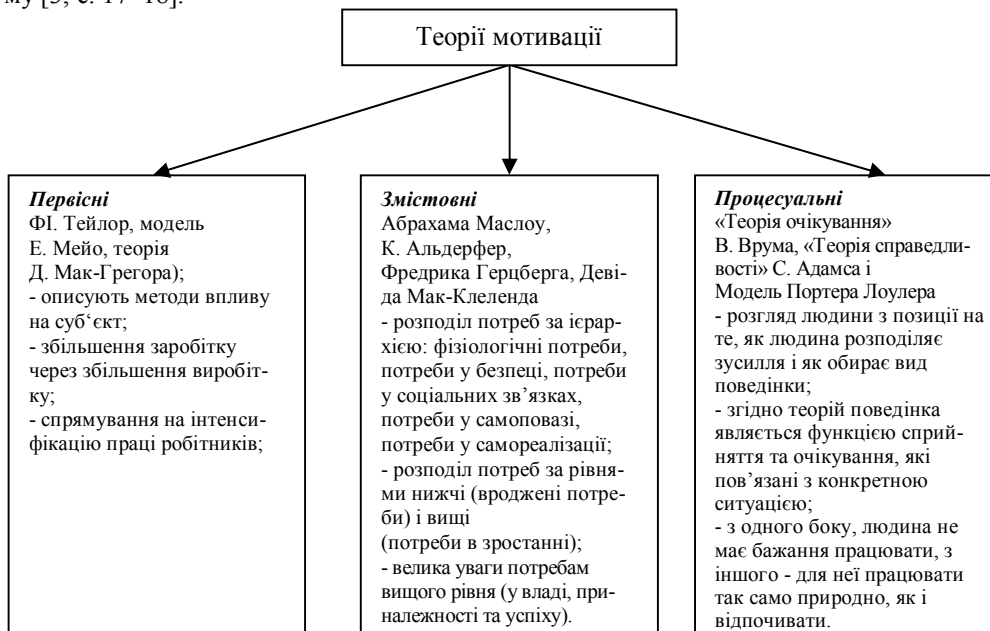 му [5, с. 17–18].
Теорії мотивації
Первісні
ФІ. Тейлор, модель
Е. Мейо, теорія
Д. Мак-Грегора);
- описують методи впливу
на суб‘єкт;
- збільшення заробітку
через збільшення виробіт-
ку;
- спрямування на інтенси-
фікацію праці робітників;
Змістовні
Абрахама Маслоу,
К. Альдерфер,
Фредрика Герцберга, Деві-
да Мак-Клеленда
- розподіл потреб за ієрар-
хією: фізіологічні потреби,
потреби у безпеці, потреби
у соціальних зв’язках,
потреби у самоповазі,
потреби у самореалізації;
- розподіл потреб за рівня-
ми нижчі (вроджені потре-
би) і вищі
(потреби в зростанні);
- велика уваги потребам
вищого рівня (у владі, при-
належності та успіху).
Процесуальні
«Теорія очікування»
В. Врума, «Теорія справедли-
вості» С. Адамса і
Модель Портера Лоулера
- розгляд людини з позиції на
те, як людина розподіляє
зусилля і як обирає вид
поведінки;
- згідно теорій поведінка
являється функцією сприй-
няття та очікування, які
пов’язані з конкретною
ситуацією;
- з одного боку, людина не
має бажання працювати, з
іншого - для неї працювати
так само природно, як і
відпочивати.